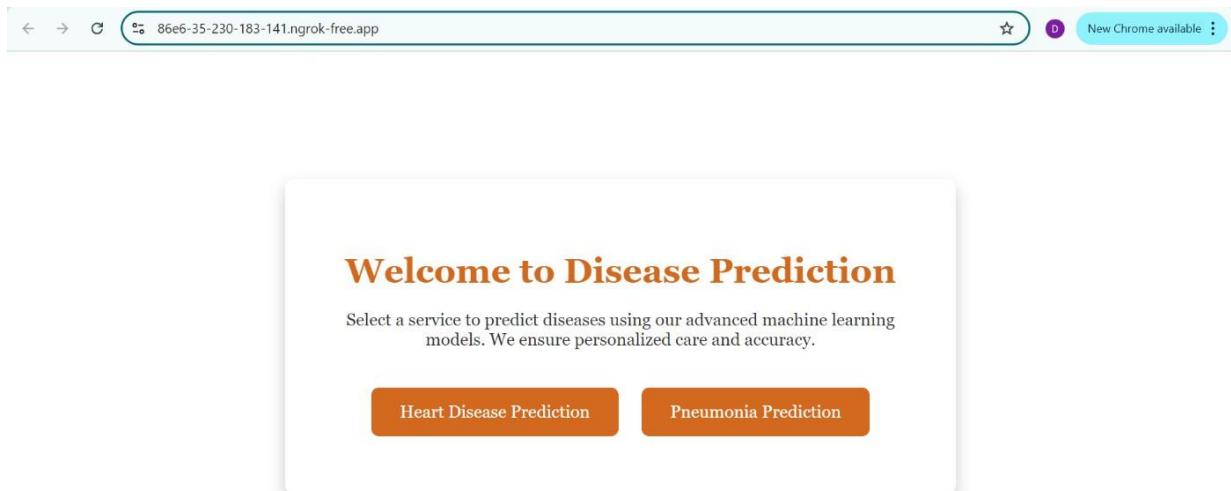 86e6-35-230-183-141.ngrok-free.app
D
New Chrome available
Welcome to Disease Prediction
Select a service to predict diseases using our advanced machine learning
models. We ensure personalized care and accuracy.
Heart Disease Prediction
Pneumonia Prediction